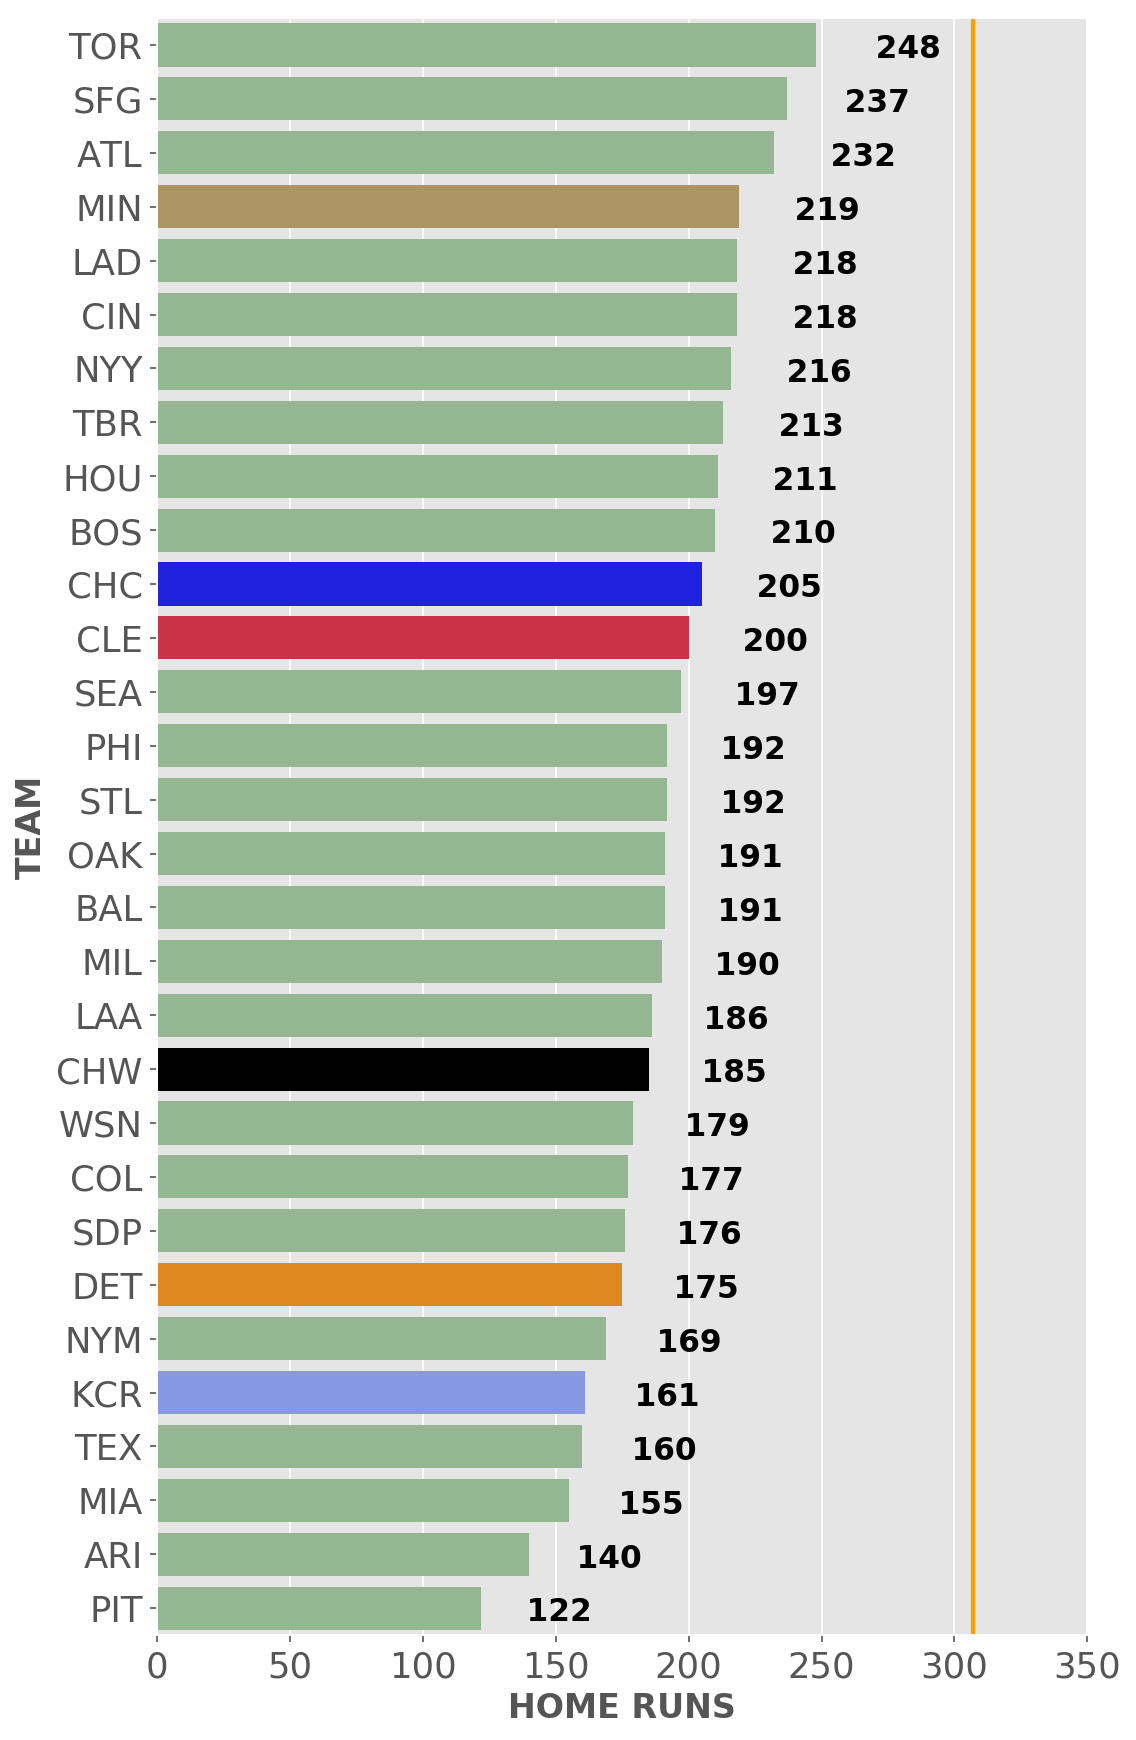 TOR 248
SFG 237
ATL 232
MIN 219
LAD 218
CIN 218
NYY 216
TBR 213
HOU 211
BOS 210
CHC 205
CLE 200
SEA 197
PHI 192
STL 192
OAK 191
BAL 191
MIL 190
LAA 186
CHW 185
WSN 179
COL 177
SDP 176
DET 175
NYM 169
KCR 161
TEX 160
MIA 155
ARI 140
PIT 122
TEAM
0 50 100 150 200 250 300 350
HOME RUNS